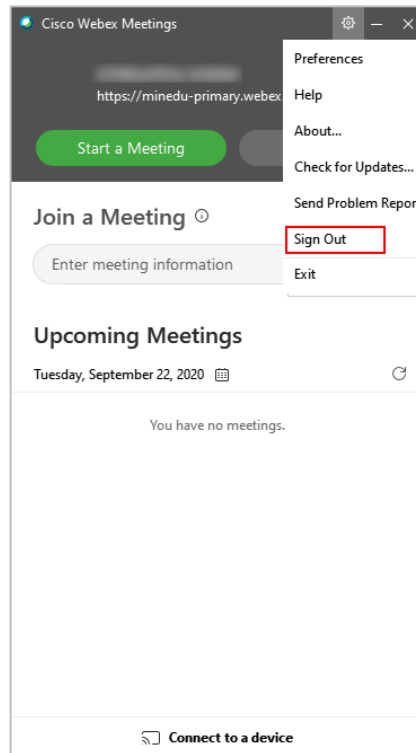 Cisco Webex Meetings
Preferences
https://minedu-primary.webex
Help
About...
Start a Meeting
Check for Updates...
Send Problem Repor
Join a Meeting
Sign Out
Enter meeting information
Exit
Upcoming Meetings
Tuesday, September 22, 2020
You have no meetings.
Connect to a device